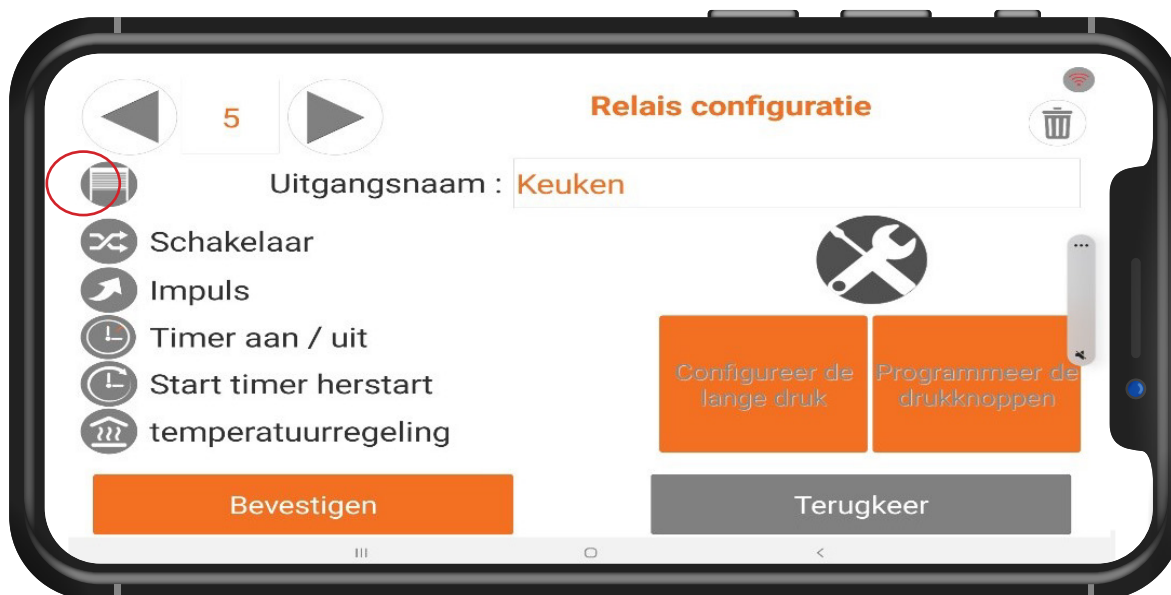 5
Relais configuratie
Uitgangsnaam : Keuken
Schakelaar
Impuls
Timer aan / uit
Start timer herstart
temperatuurregeling
Configureer de
lange druk
Programmeer de
drukknoppen
Bevestigen
Terugkeer